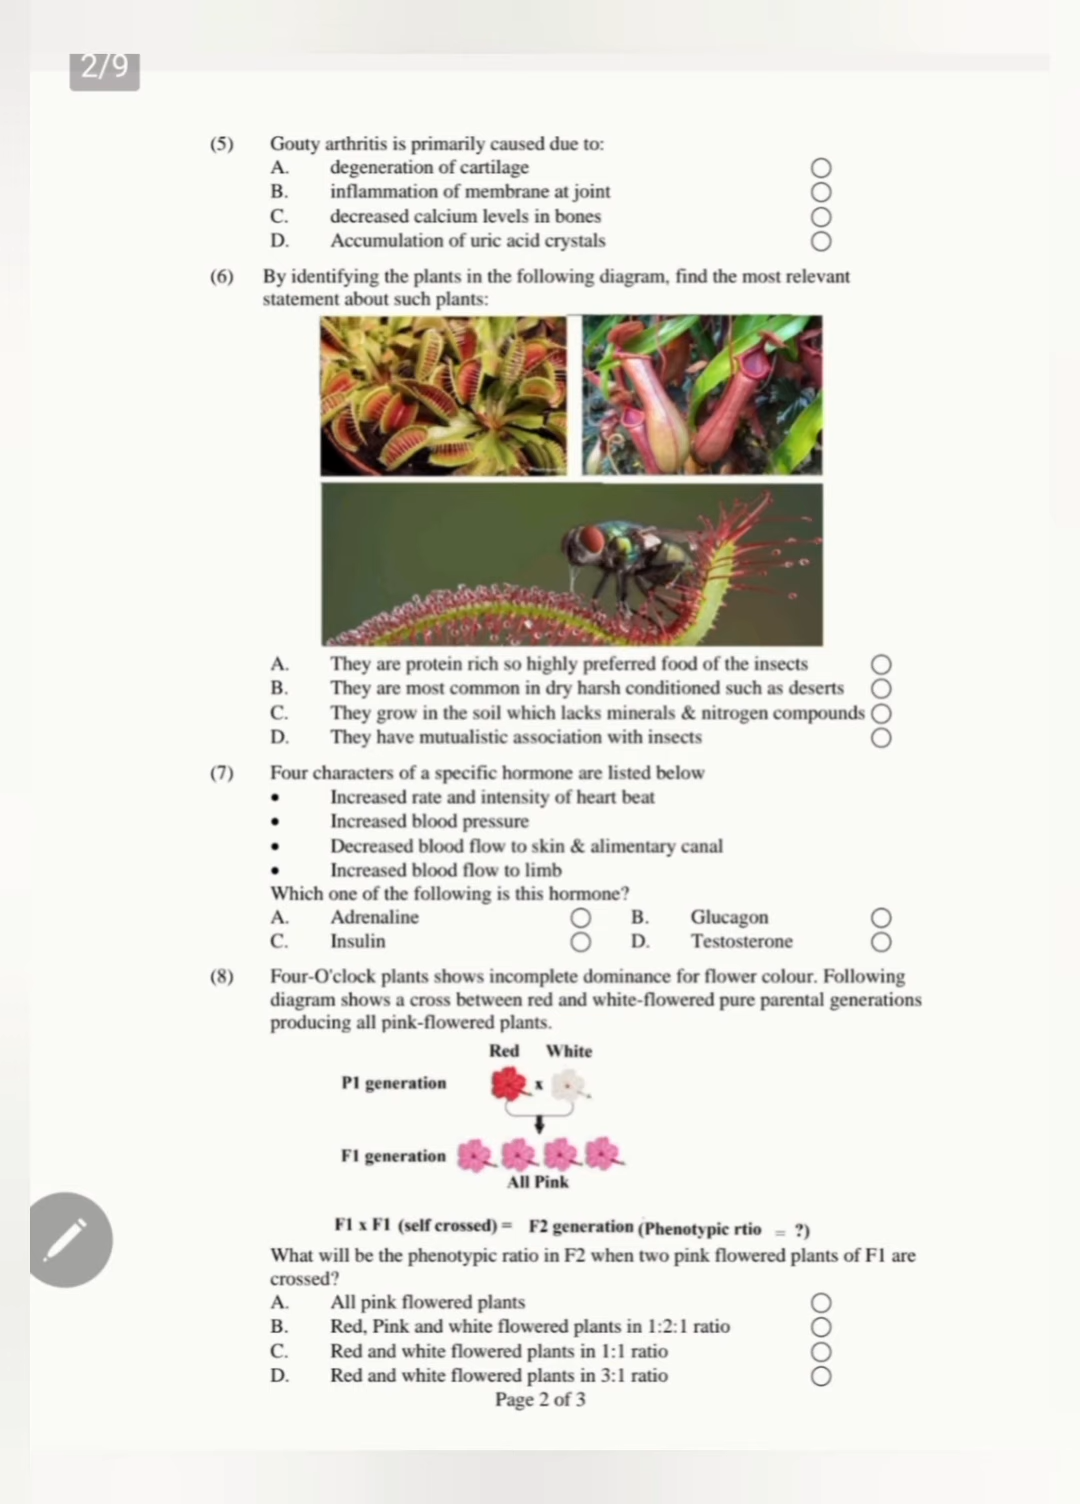 2/9
(5) Gouty arthritis is primarily caused due to:
A. degeneration of cartilage
B. inflammation of membrane at joint
C. decreased calcium levels in bones
D. Accumulation of uric acid crystals
(6) By identifying the plants in the following diagram, find the most relevant
statement about such plants:
A. They are protein rich so highly preferred food of the insects
B. They are most common in dry harsh conditioned such as deserts
C. They grow in the soil which lacks minerals & nitrogen compounds
D. They have mutualistic association with insects
(7) Four characters of a specific hormone are listed below
• Increased rate and intensity of heart beat
• Increased blood pressure
• Decreased blood flow to skin & alimentary canal
• Increased blood flow to limb
Which one of the following is this hormone?
A. Adrenaline B. Glucagon
C. Insulin D. Testosterone
(8) Four-O'clock plants shows incomplete dominance for flower colour. Following
diagram shows a cross between red and white-flowered pure parental generations
producing all pink-flowered plants.
Red White
P1 generation x
F1 generation
All Pink
F1 x F1 (self crossed) = F2 generation (Phenotypic rtio = ?)
What will be the phenotypic ratio in F2 when two pink flowered plants of F1 are
crossed?
A. All pink flowered plants
B. Red, Pink and white flowered plants in 1:2:1 ratio
C. Red and white flowered plants in 1:1 ratio
D. Red and white flowered plants in 3:1 ratio
Page 2 of 3